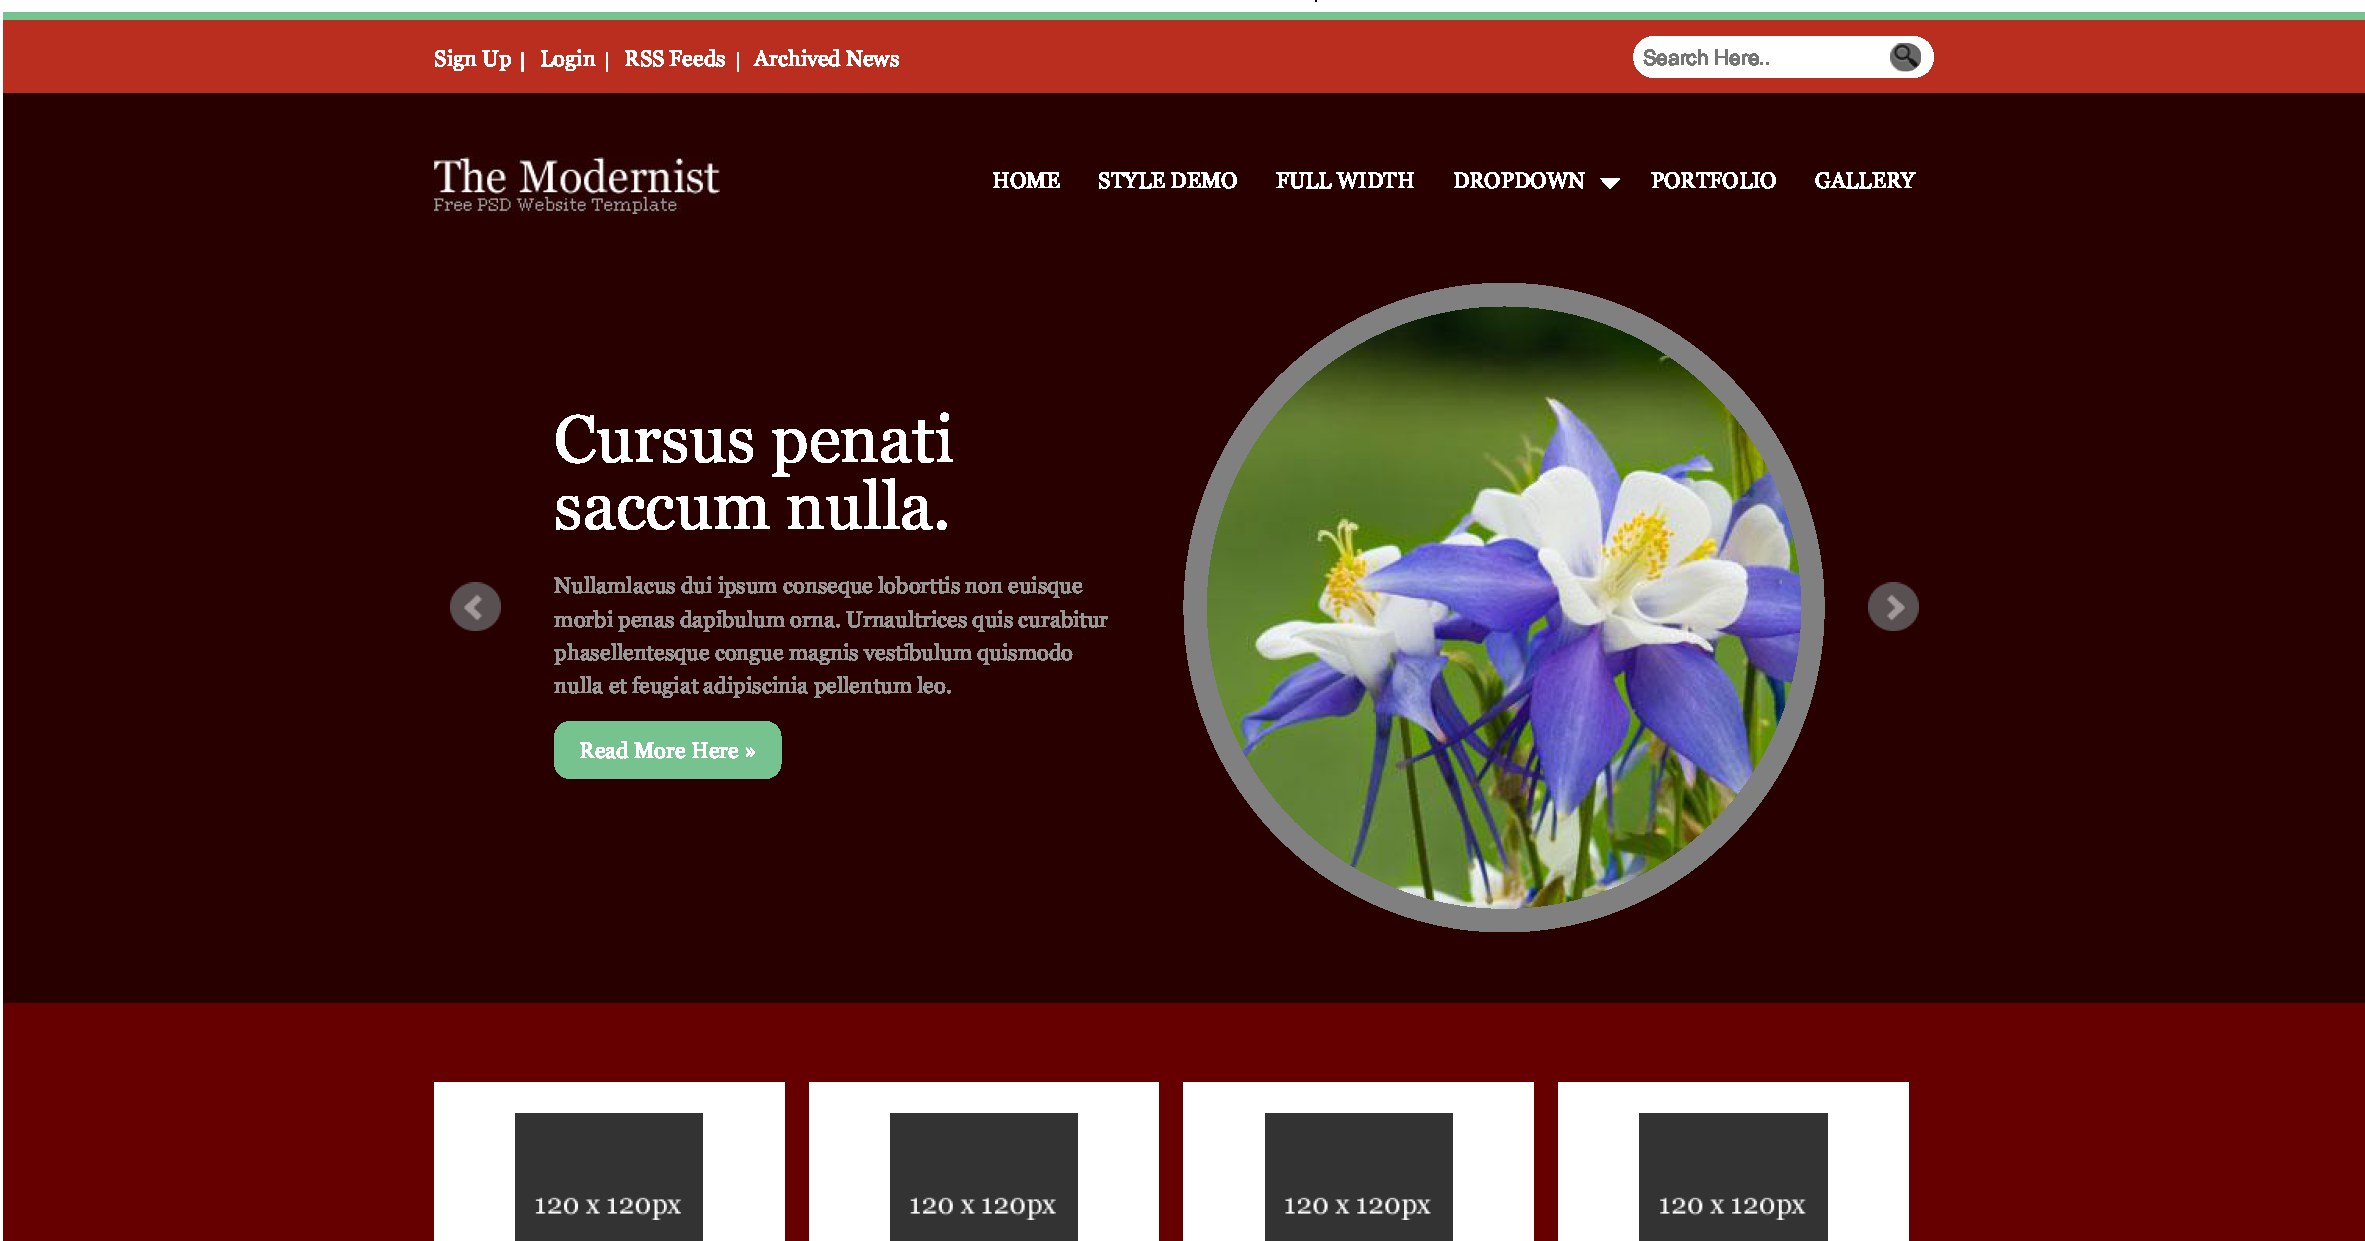 Sign Up | Login | RSS Feeds | Archived News
Search Here..
The Modernist
Free PSD Website Template
HOME STYLE DEMO FULL WIDTH DROPDOWN PORTFOLIO GALLERY
Cursus penati
saccum nulla.
Nullamlacus dui ipsum conseque loborttis non euisque
morbi penas dapibulum orna. Urnaultrices quis curabitur
phasellentesque congue magnis vestibulum quismodo
nulla et feugiat adipiscinia pellentum leo.
Read More Here »
120 x 120px 120 x 120px 120 x 120px 120 x 120px